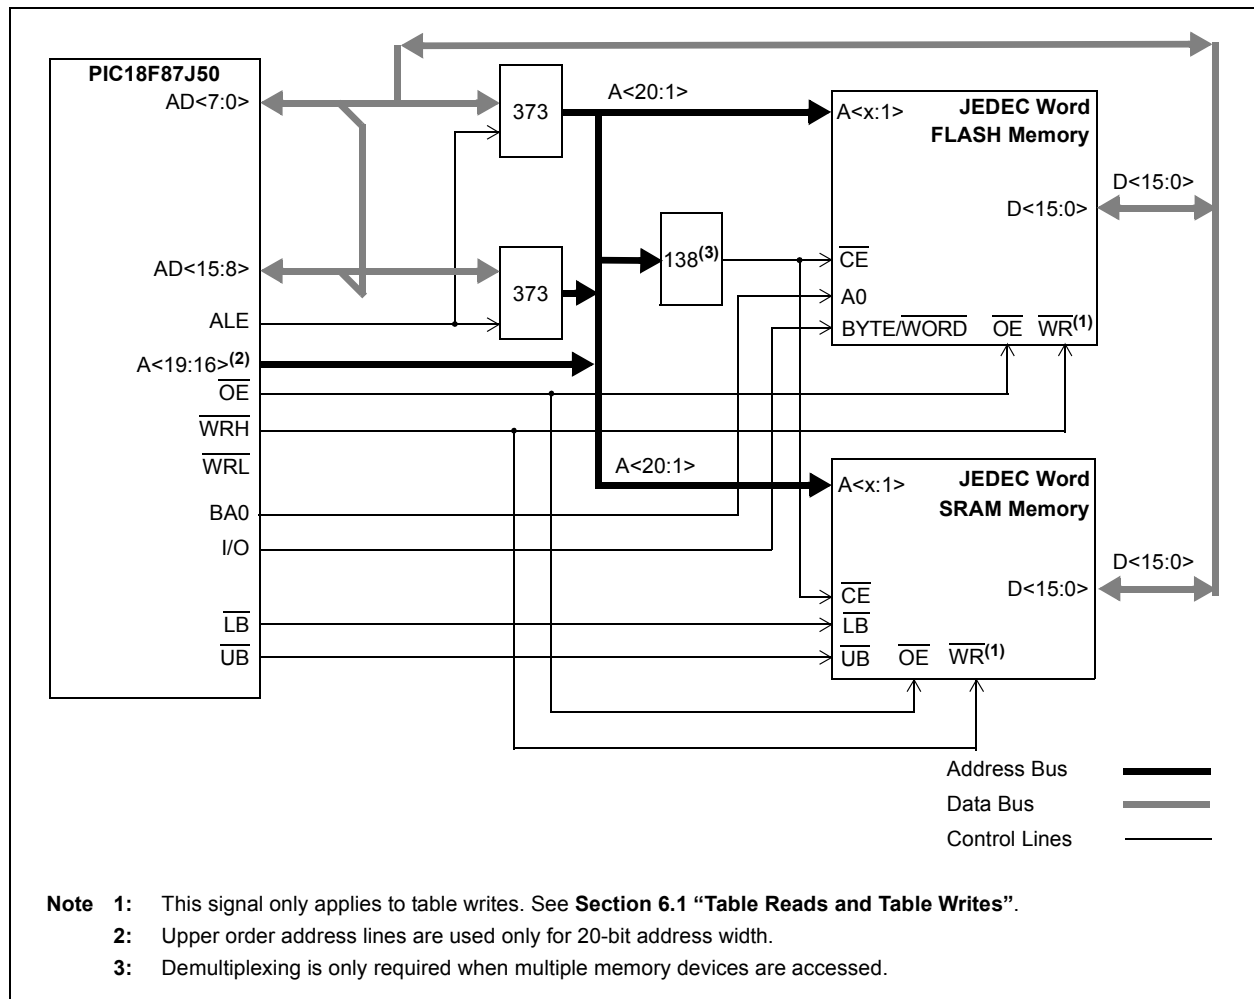 PIC18F87J50
AD<7:0>
AD<15:8>
ALE
A<19:16>(2)
OE
WRH
WRL
BA0
I/O
LB
UB
373
373
138(3)
A<20:1>
A<20:1>
A<x:1>
JEDEC Word
FLASH Memory
D<15:0>
D<15:0>
CE
A0
BYTE/WORD OE WR(1)
A<x:1>
JEDEC Word
SRAM Memory
D<15:0>
D<15:0>
CE
LB
UB OE WR(1)
Address Bus
Data Bus
Control Lines
Note 1: This signal only applies to table writes. See Section 6.1 “Table Reads and Table Writes”.
2: Upper order address lines are used only for 20-bit address width.
3: Demultiplexing is only required when multiple memory devices are accessed.